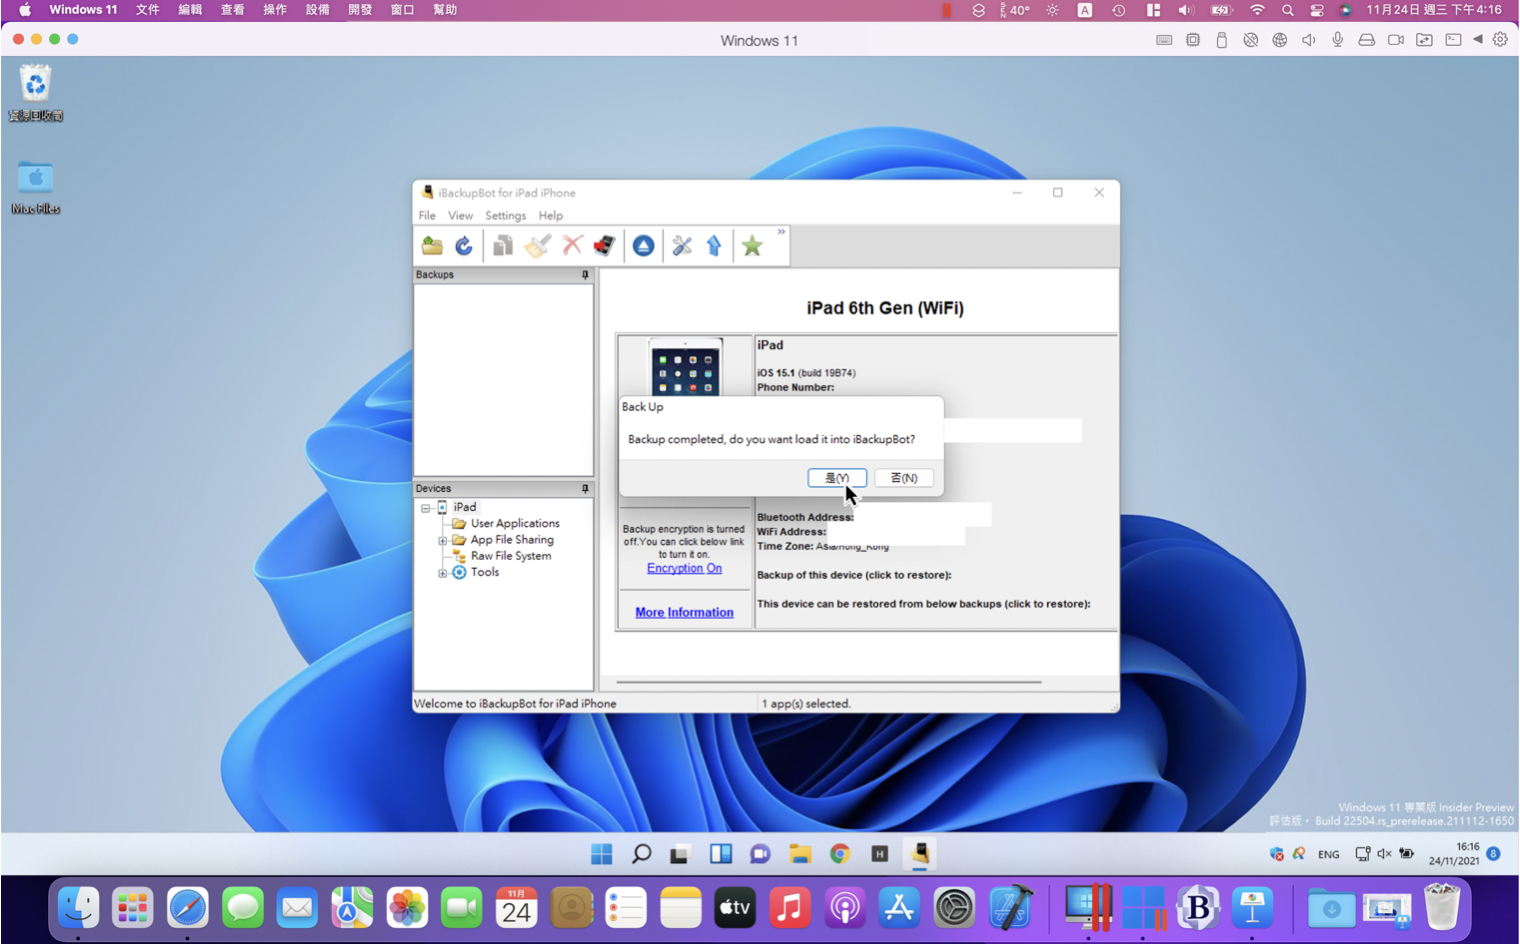 Windows 11 文件 編輯 查看 操作 設備 開發 窗口 幫助
40° A 11月24日 週三 下午4:16
Windows 11
資源回收筒
Mac Files
iBackupBot for iPad iPhone
File View Settings Help
Backups
Devices
iPad
User Applications
App File Sharing
Raw File System
Tools
iPad 6th Gen (WiFi)
iPad
iOS 15.1 (build 19B74)
Phone Number:
Back Up
Backup completed, do you want load it into iBackupBot?
是(Y) 否(N)
Backup encryption is turned
off.You can click below link
to turn it on.
Encryption On
More Information
Bluetooth Address:
WiFi Address:
Time Zone: Asia/Hong_Kong
Backup of this device (click to restore):
This device can be restored from below backups (click to restore):
Welcome to iBackupBot for iPad iPhone
1 app(s) selected.
Windows 11 專業版 Insider Preview
評估版。 Build 22504.rs_prerelease.211112-1650
H
ENG
16:16
24/11/2021
8
11月
24
tv
B